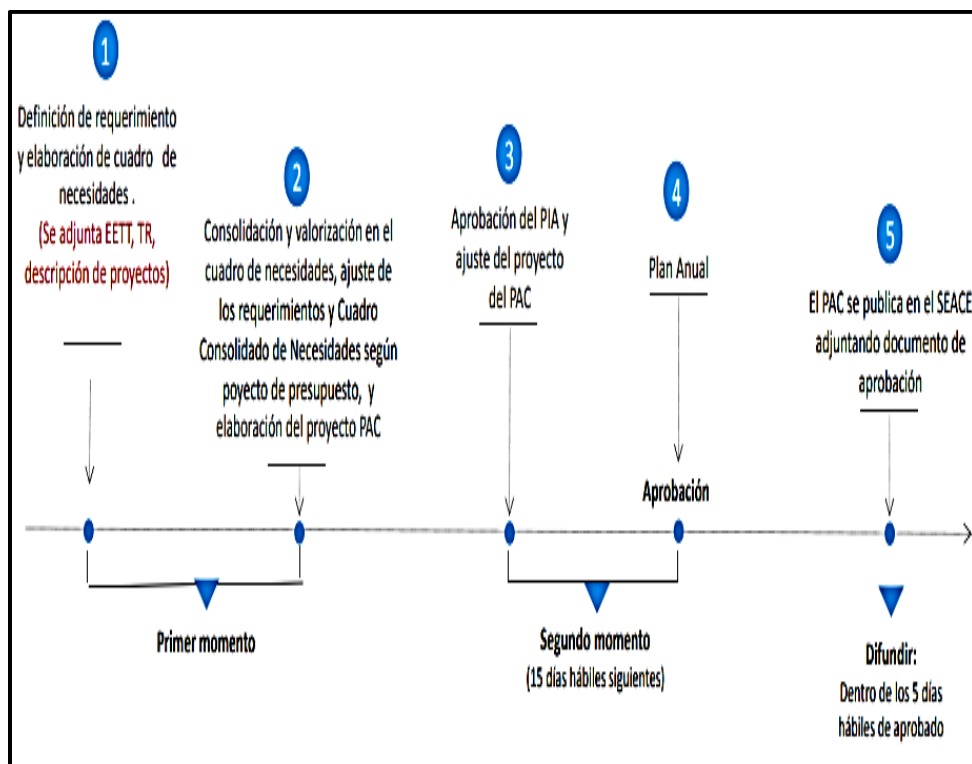 1
Definición de requerimiento
y elaboración de cuadro de
necesidades .
(Se adjunta EETT, TR,
descripción de proyectos)
2
Consolidación y valorización en el
cuadro de necesidades, ajuste de
los requerimientos y Cuadro
Consolidado de Necesidades según
poyecto de presupuesto, y
elaboración del proyecto PAC
3
Aprobación del PIA y
ajuste del proyecto
del PAC
4
Plan Anual
5
El PAC se publica en el SEACE
adjuntando documento de
aprobación
Aprobación
Primer momento
Segundo momento
(15 días hábiles siguientes)
Difundir:
Dentro de los 5 días
hábiles de aprobado